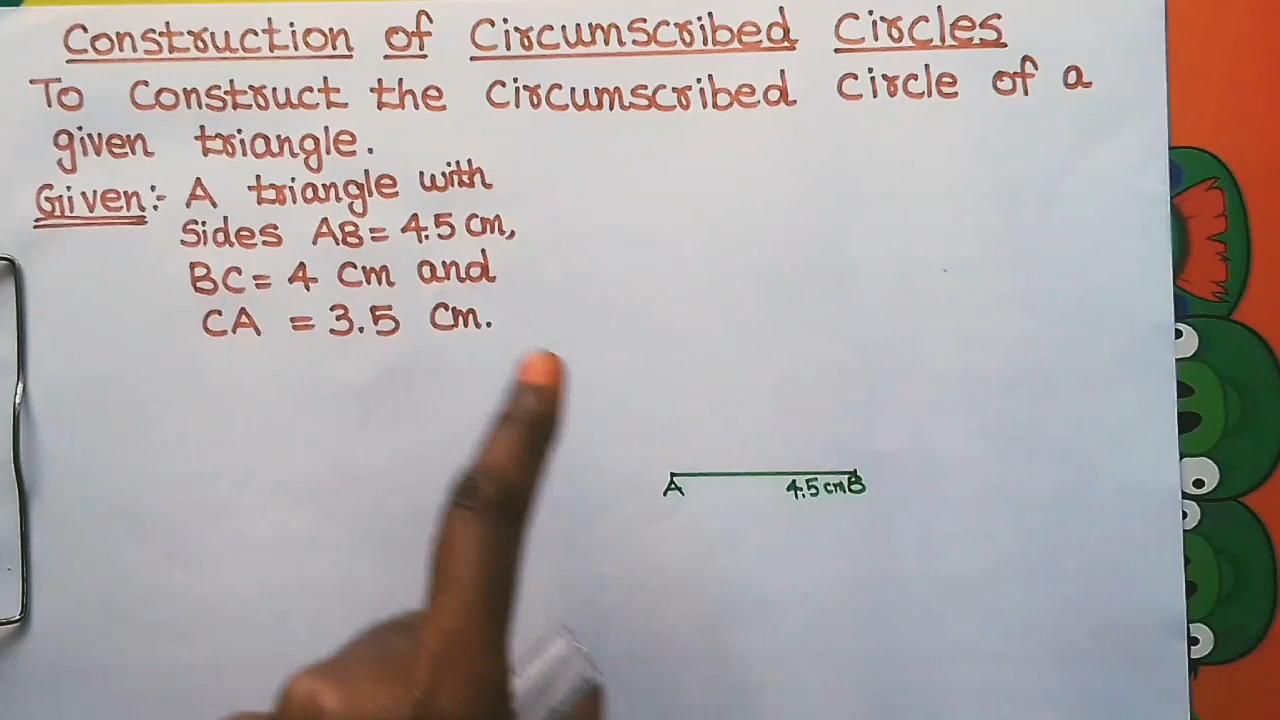 Construction of Circumscribed Circles
To Construct the Circumscribed Circle of a
given triangle.
Given:- A triangle with
Sides AB = 4.5 cm,
BC = 4 Cm and
CA = 3.5 Cm.
A 4.5 cm B